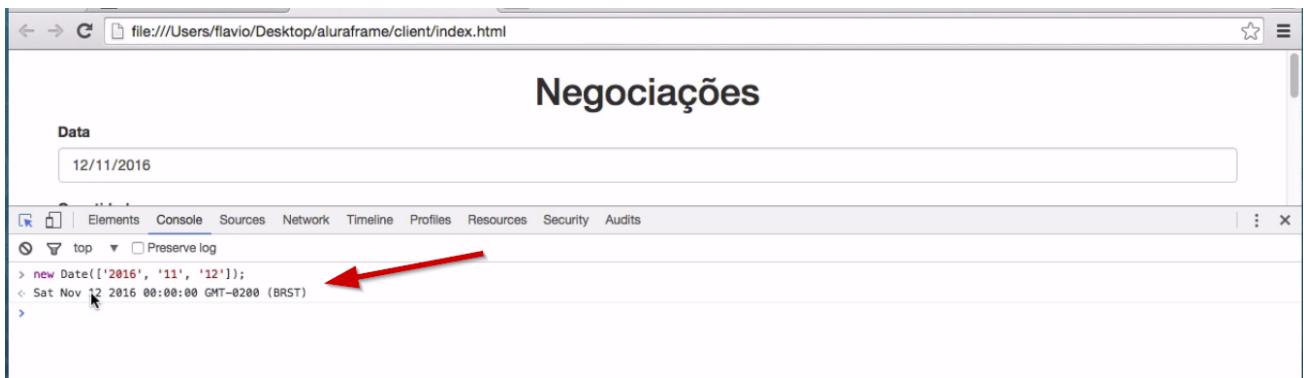 file:///Users/flavio/Desktop/aluraframe/client/index.html
Negociações
Data
12/11/2016
Elements Console Sources Network Timeline Profiles Resources Security Audits
top Preserve log
> new Date(['2016', '11', '12']);
Sat Nov 12 2016 00:00:00 GMT-0200 (BRST)
>